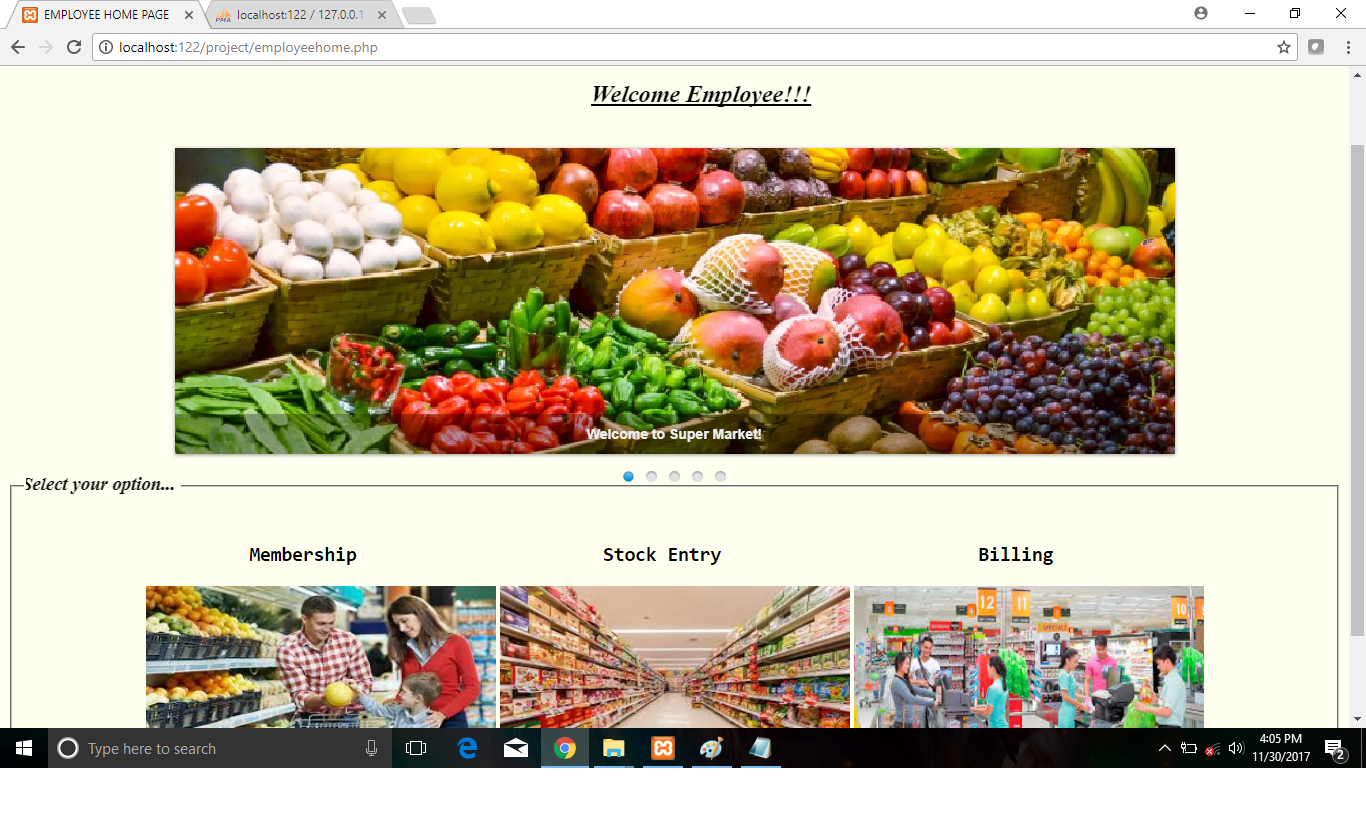 EMPLOYEE HOME PAGE
localhost:122 / 127.0.0.1
localhost:122/project/employeehome.php
Welcome Employee!!!
Welcome to Super Market!
Select your option...
Membership
Stock Entry
Billing
12
11
10
SPECIALS
Type here to search
4:05 PM
11/30/2017
2